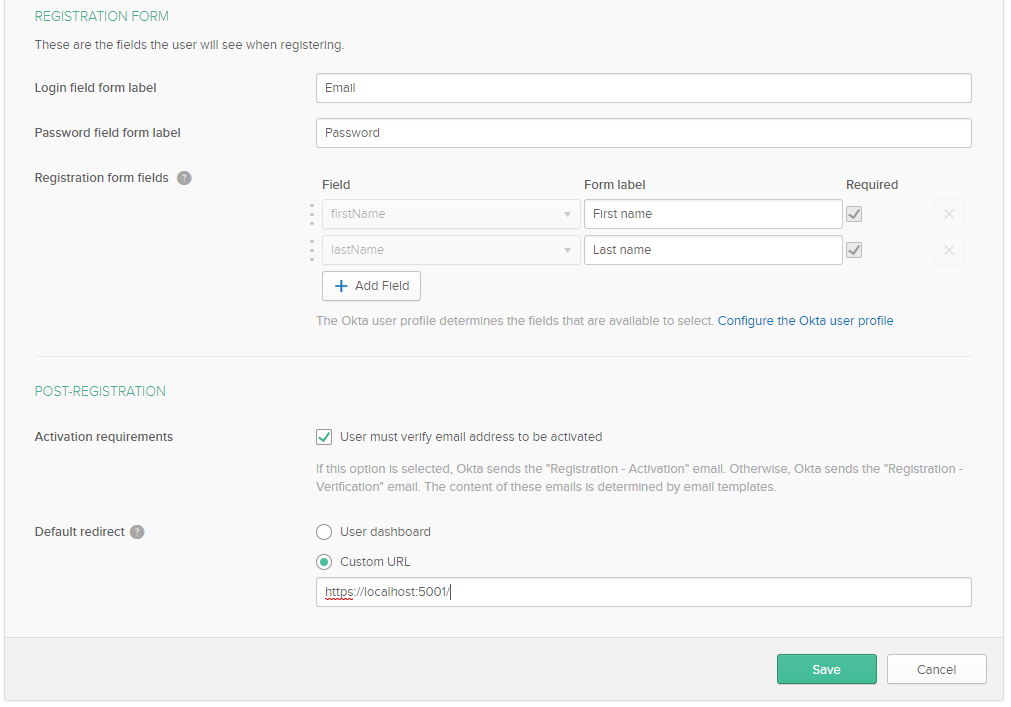 REGISTRATION FORM
These are the fields the user will see when registering.
Login field form label
Email
Password field form label
Password
Registration form fields ?
Field Form label Required
firstName First name
lastName Last name
+ Add Field
The Okta user profile determines the fields that are available to select. Configure the Okta user profile
POST-REGISTRATION
Activation requirements
User must verify email address to be activated
If this option is selected, Okta sends the "Registration - Activation" email. Otherwise, Okta sends the "Registration -
Verification" email. The content of these emails is determined by email templates.
Default redirect ?
User dashboard
Custom URL
https://localhost:5001/
Save Cancel